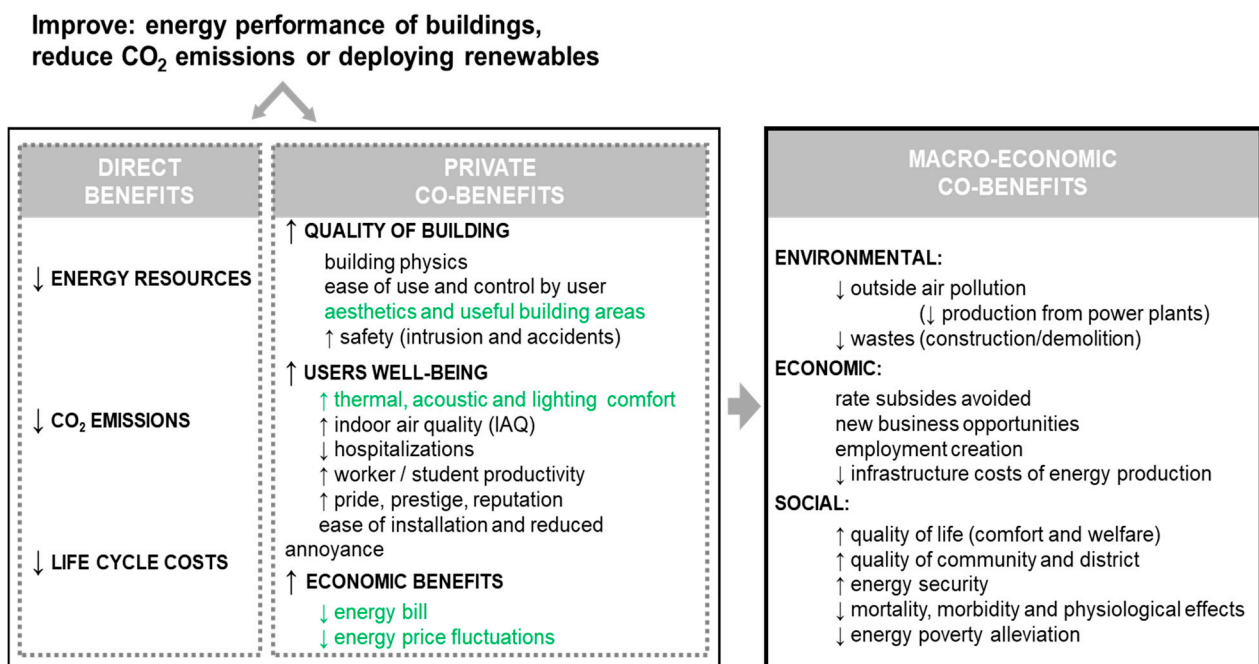 Improve: energy performance of buildings,
reduce CO₂ emissions or deploying renewables
DIRECT
BENEFITS
↓ ENERGY RESOURCES
↓ CO₂ EMISSIONS
↓ LIFE CYCLE COSTS
PRIVATE
CO-BENEFITS
↑ QUALITY OF BUILDING
building physics
ease of use and control by user
aesthetics and useful building areas
↑ safety (intrusion and accidents)
↑ USERS WELL-BEING
↑ thermal, acoustic and lighting comfort
↑ indoor air quality (IAQ)
↓ hospitalizations
↑ worker / student productivity
↑ pride, prestige, reputation
ease of installation and reduced
annoyance
↑ ECONOMIC BENEFITS
↓ energy bill
↓ energy price fluctuations
MACRO-ECONOMIC
CO-BENEFITS
ENVIRONMENTAL:
↓ outside air pollution
(↓ production from power plants)
↓ wastes (construction/demolition)
ECONOMIC:
rate subsides avoided
new business opportunities
employment creation
↓ infrastructure costs of energy production
SOCIAL:
↑ quality of life (comfort and welfare)
↑ quality of community and district
↑ energy security
↓ mortality, morbidity and physiological effects
↓ energy poverty alleviation